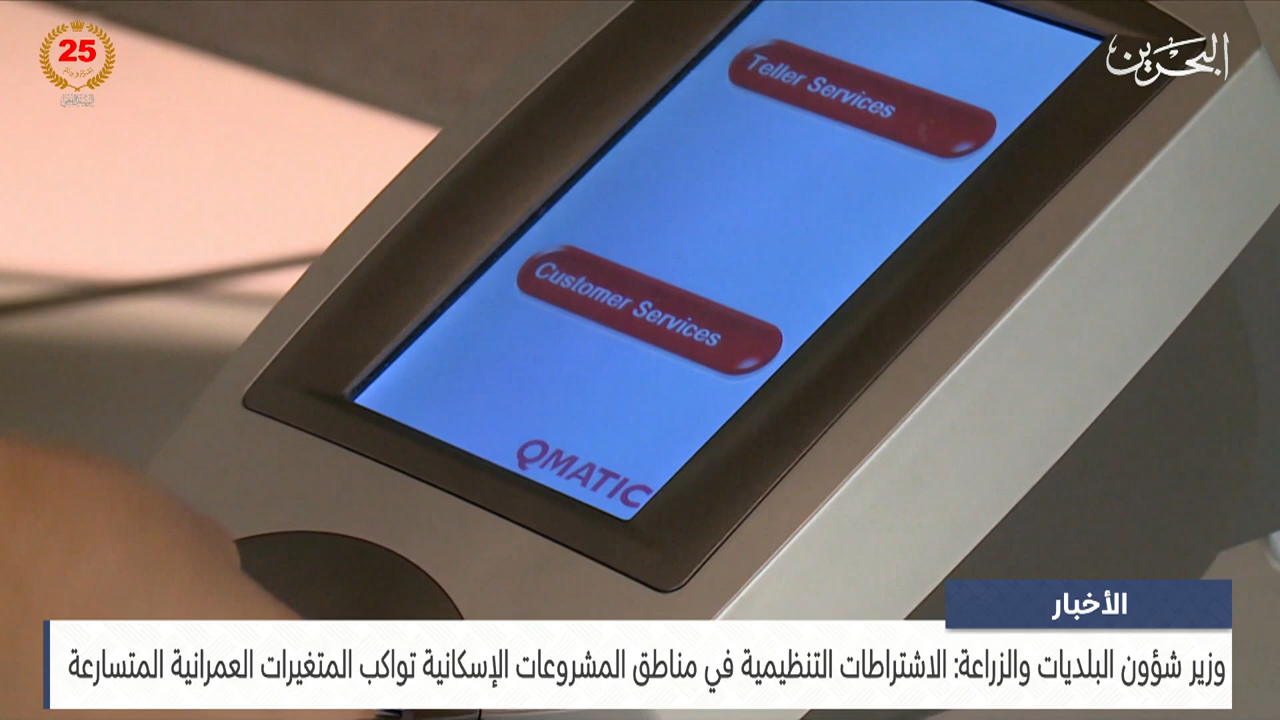 25
البحرين
Teller Services
Customer Services
QMATIC
الأخبار
وزير شؤون البلديات والزراعة: الاشتراطات التنظيمية في مناطق المشروعات الإسكانية تواكب المتغيرات العمرانية المتسارعة